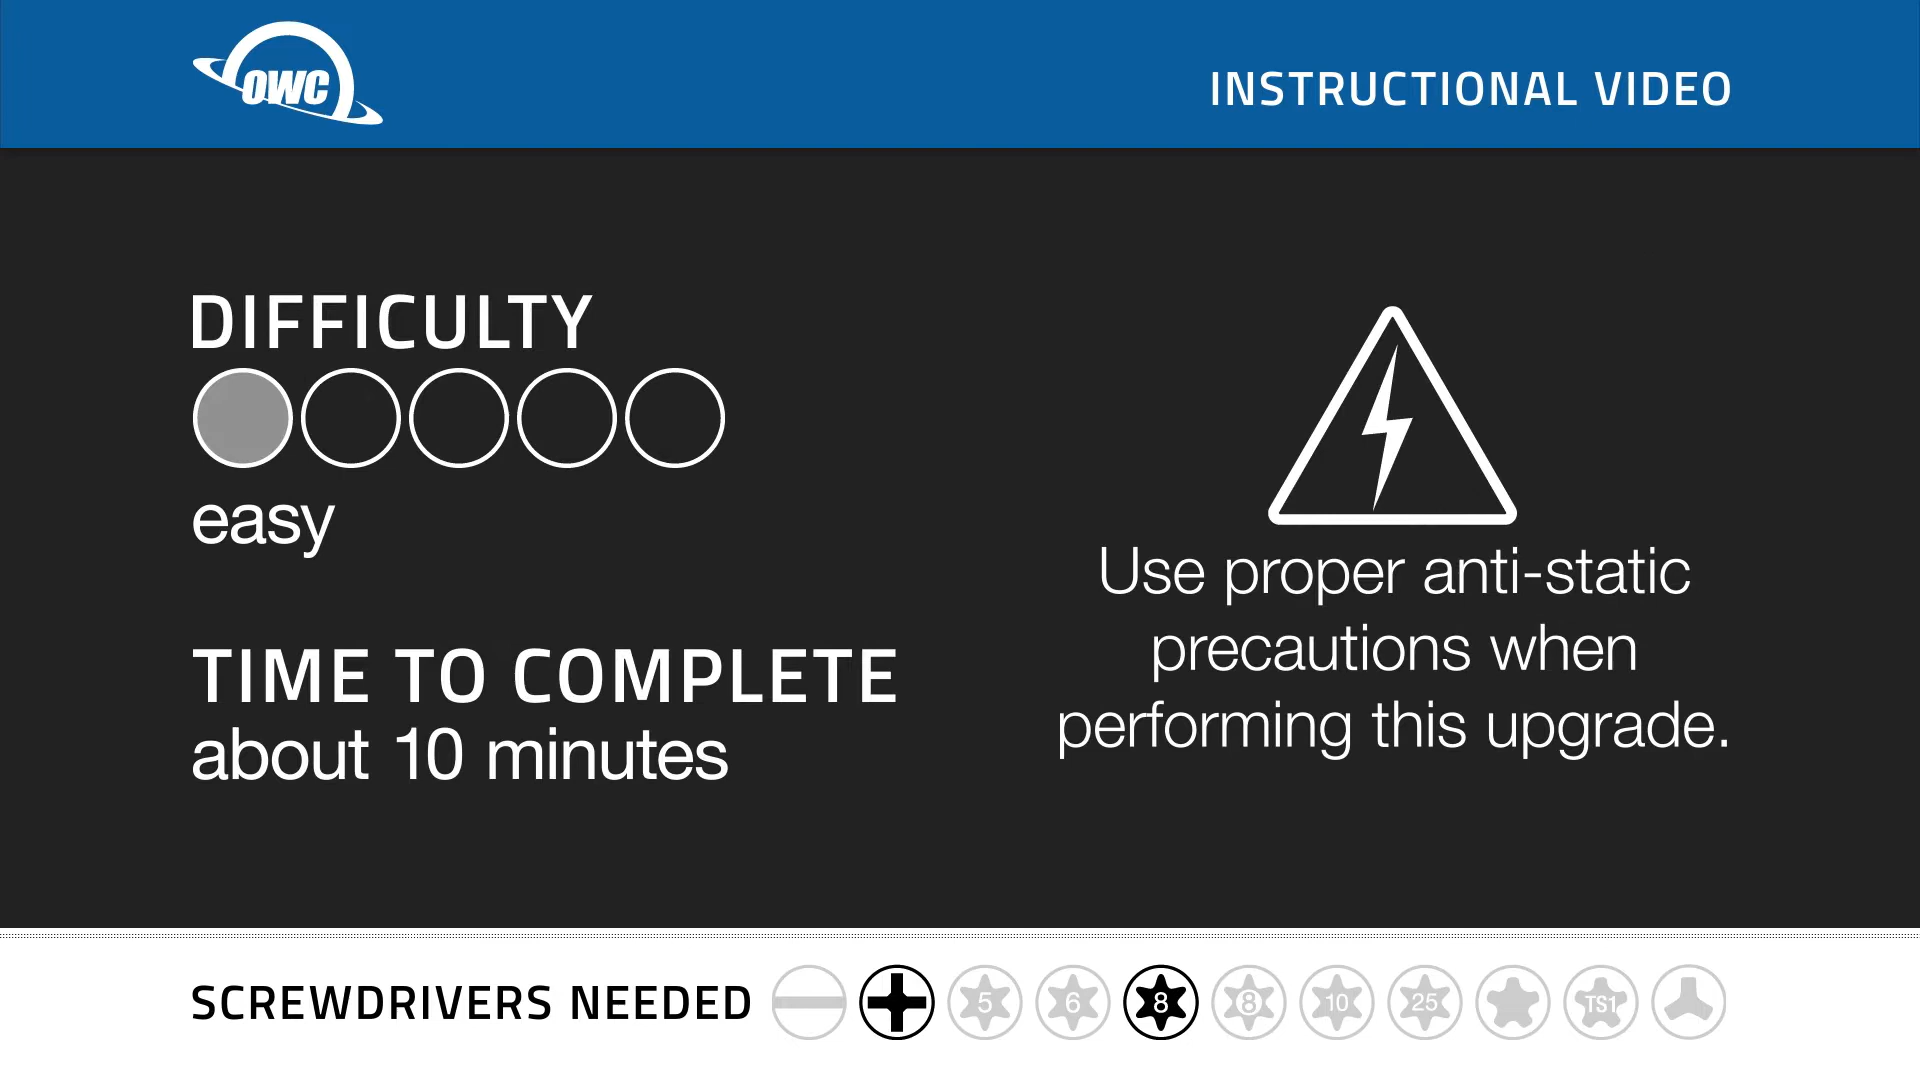 OWC
INSTRUCTIONAL VIDEO
DIFFICULTY
easy
TIME TO COMPLETE
about 10 minutes
Use proper anti-static
precautions when
performing this upgrade.
SCREWDRIVERS NEEDED 5 6 8 8 10 25 TS1